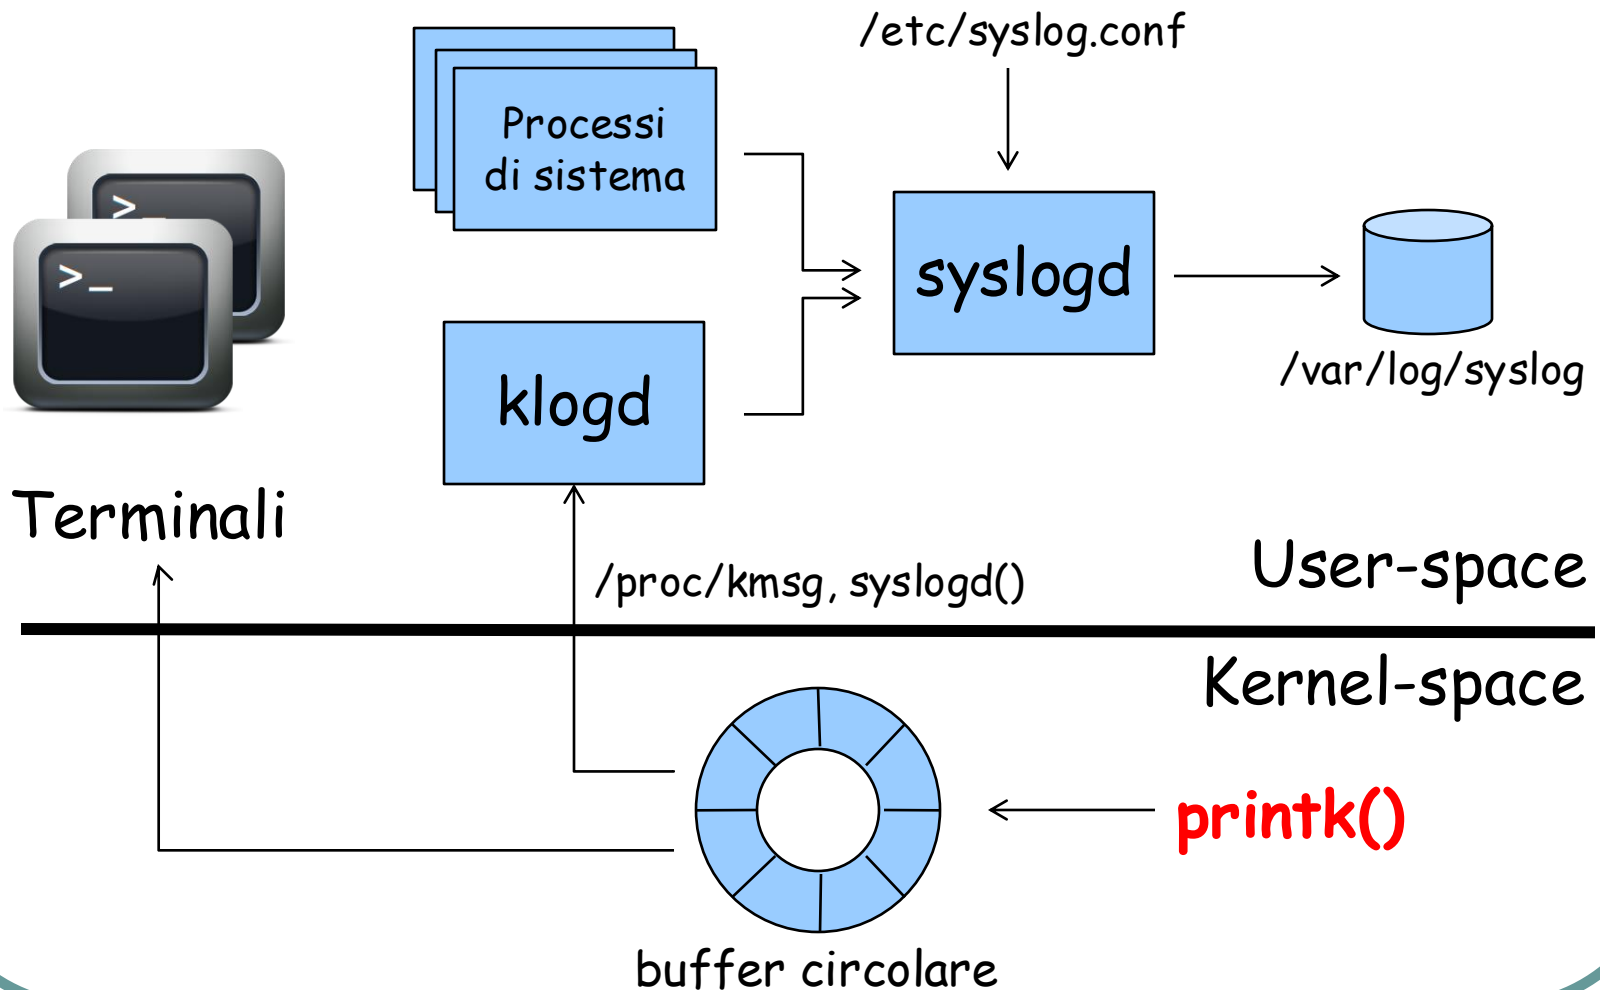 /etc/syslog.conf
Processi
di sistema
>_
>_
syslogd
/var/log/syslog
klogd
Terminali
/proc/kmsg, syslogd()
User-space
Kernel-space
printk()
buffer circolare